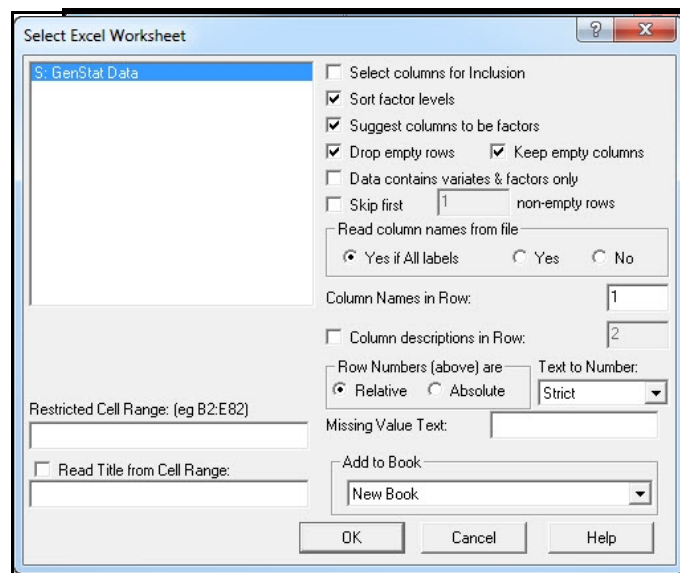 Select Excel Worksheet
S: GenStat Data
Select columns for Inclusion
Sort factor levels
Suggest columns to be factors
Drop empty rows Keep empty columns
Data contains variates & factors only
Skip first 1 non-empty rows
Read column names from file
Yes if All labels Yes No
Column Names in Row: 1
Column descriptions in Row: 2
Row Numbers (above) are Text to Number:
Relative Absolute Strict
Restricted Cell Range: (eg B2:E82)
Missing Value Text:
Read Title from Cell Range:
Add to Book
New Book
OK Cancel Help